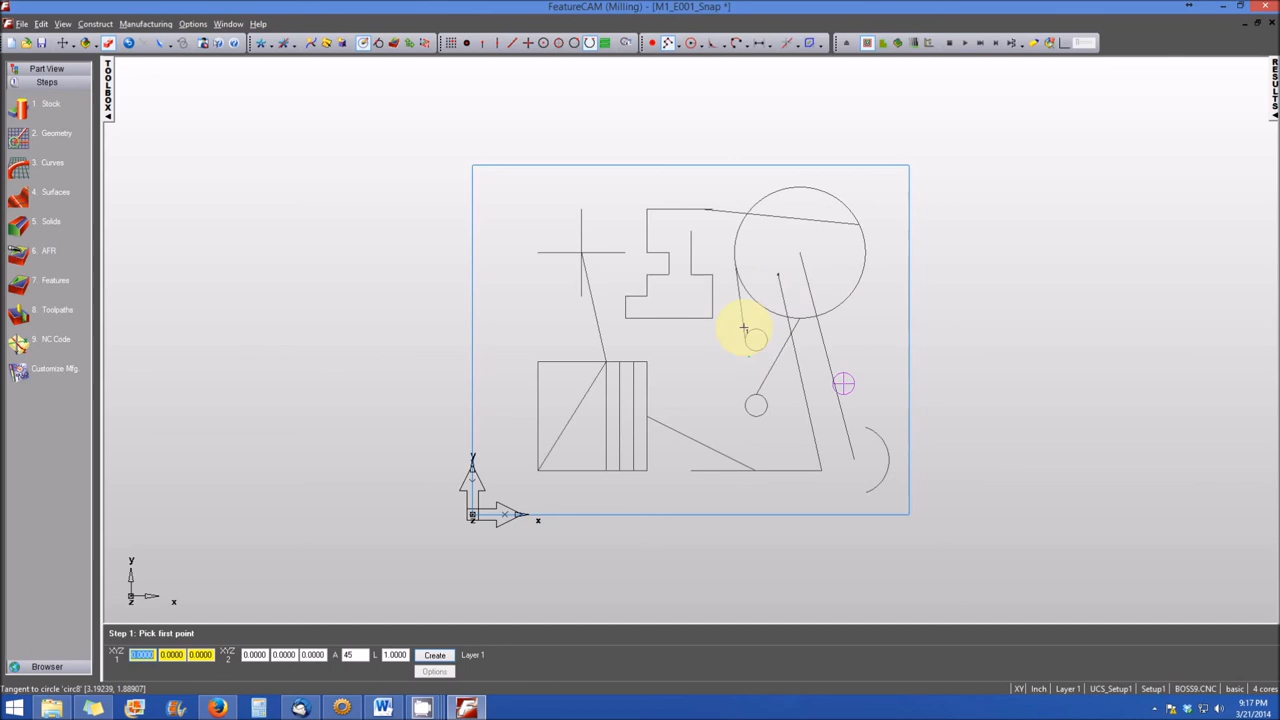 FeatureCAM (Milling) - [M1_E001_Snap *]
File Edit View Construct Manufacturing Options Window Help
Part View
Steps
1. Stock
2. Geometry
3. Curves
4. Surfaces
5. Solids
6. AFR
7. Features
8. Toolpaths
9. NC Code
Customize Mfg.
Browser
TOOLBOX
RESULTS
y
x
z
x
y
x
z
Step 1: Pick first point
XYZ 1 0.0000 0.0000 0.0000 XYZ 2 0.0000 0.0000 0.0000 A 45 L 1.0000 Create Layer 1
Options
Tangent to circle 'circ8' (3.19239, 1.88907) XY Inch Layer 1 UCS_Setup1 Setup1 BOSS9.CNC basic 4 cores
9:17 PM
3/21/2014